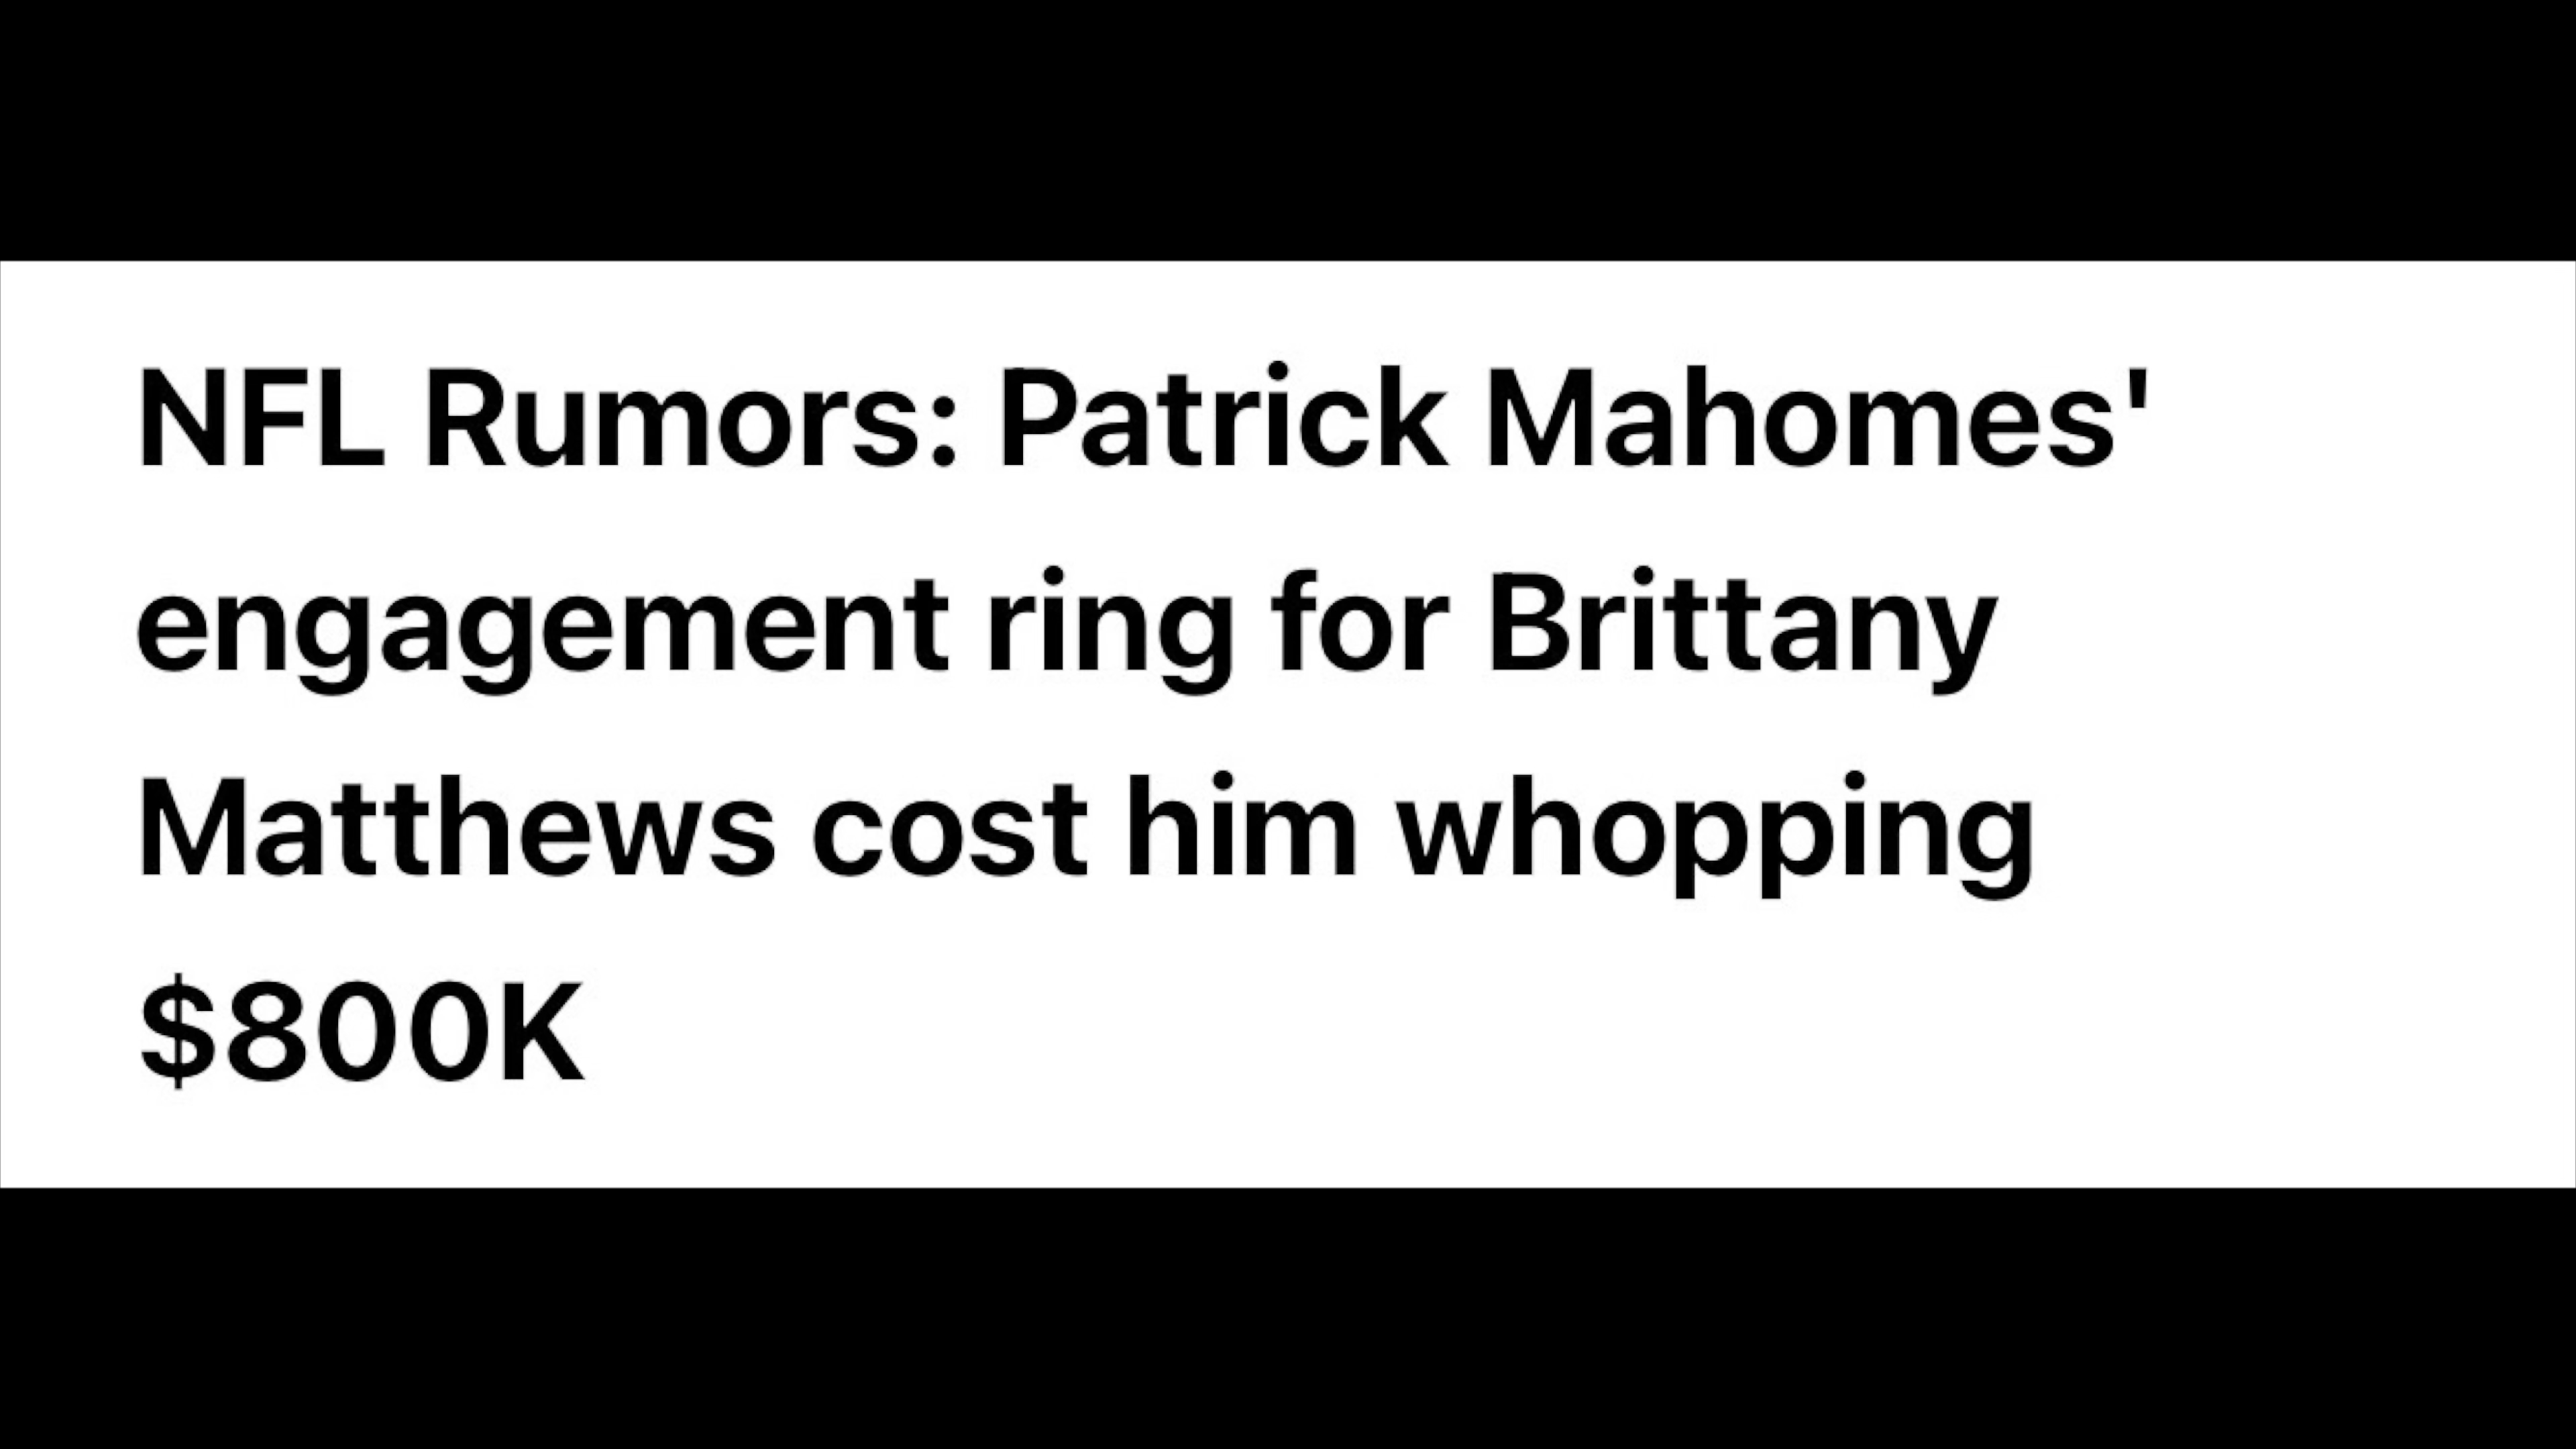 NFL Rumors: Patrick Mahomes'
engagement ring for Brittany
Matthews cost him whopping
$800K